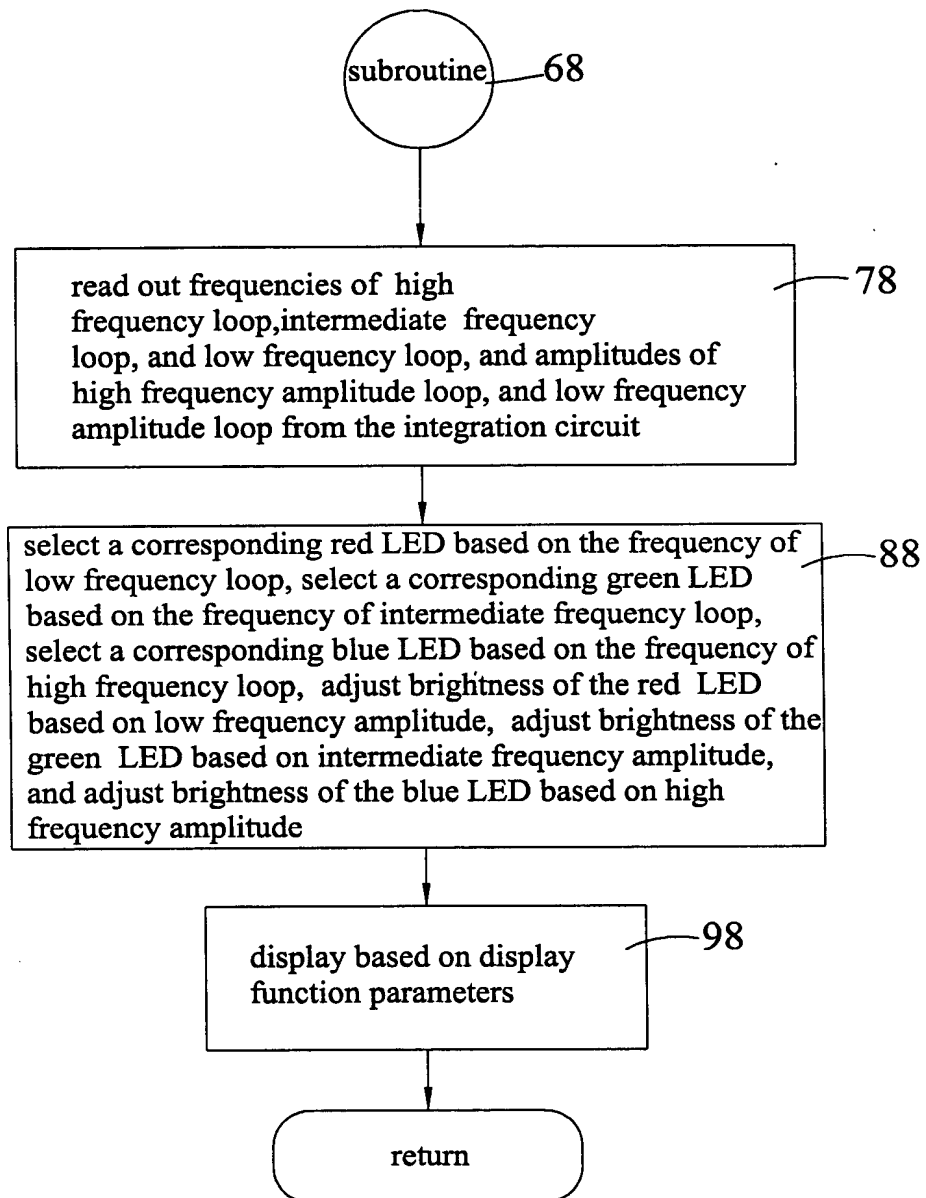 subroutine
68
read out frequencies of high
frequency loop,intermediate frequency
loop, and low frequency loop, and amplitudes of
high frequency amplitude loop, and low frequency
amplitude loop from the integration circuit
78
select a corresponding red LED based on the frequency of
low frequency loop, select a corresponding green LED
based on the frequency of intermediate frequency loop,
select a corresponding blue LED based on the frequency of
high frequency loop, adjust brightness of the red LED
based on low frequency amplitude, adjust brightness of the
green LED based on intermediate frequency amplitude,
and adjust brightness of the blue LED based on high
frequency amplitude
88
display based on display
function parameters
98
return